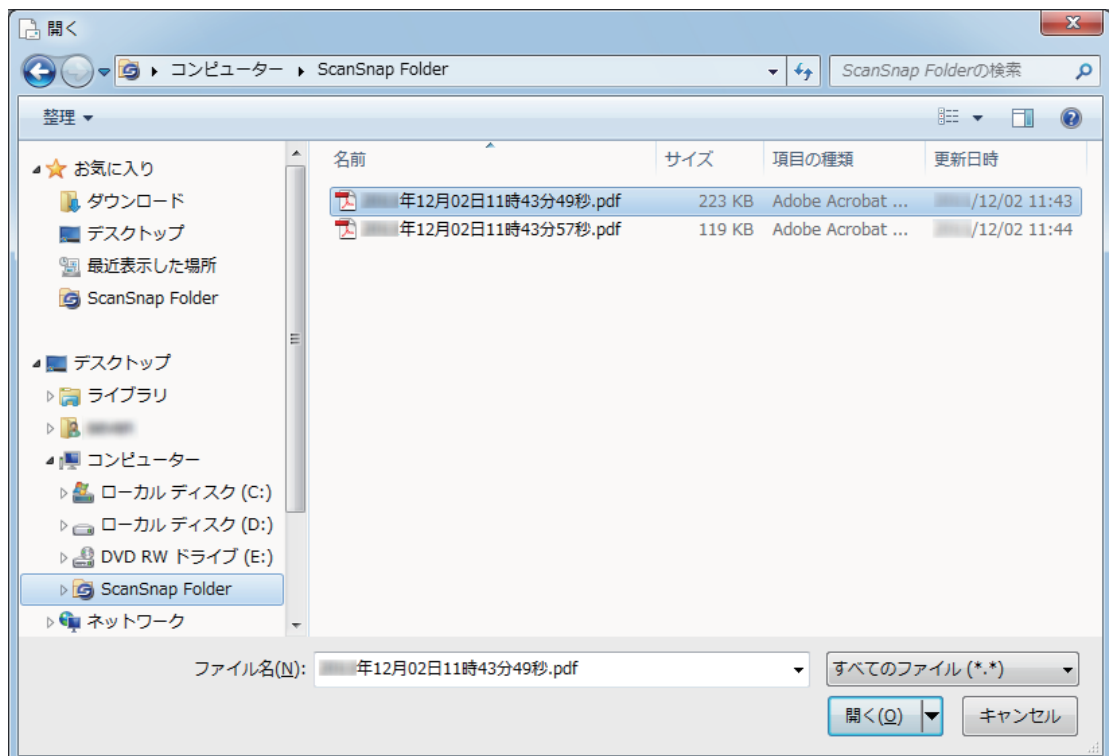 開く
コンピューター ScanSnap Folder
ScanSnap Folderの検索
整理
お気に入り
ダウンロード
デスクトップ
最近表示した場所
ScanSnap Folder
デスクトップ
ライブラリ
コンピューター
ローカル ディスク (C:)
ローカル ディスク (D:)
DVD RW ドライブ (E:)
ScanSnap Folder
ネットワーク
名前 サイズ 項目の種類 更新日時
年12月02日11時43分49秒.pdf 223 KB Adobe Acrobat ... /12/02 11:43
年12月02日11時43分57秒.pdf 119 KB Adobe Acrobat ... /12/02 11:44
ファイル名(N): 年12月02日11時43分49秒.pdf
すべてのファイル (*.*)
開く(O) キャンセル